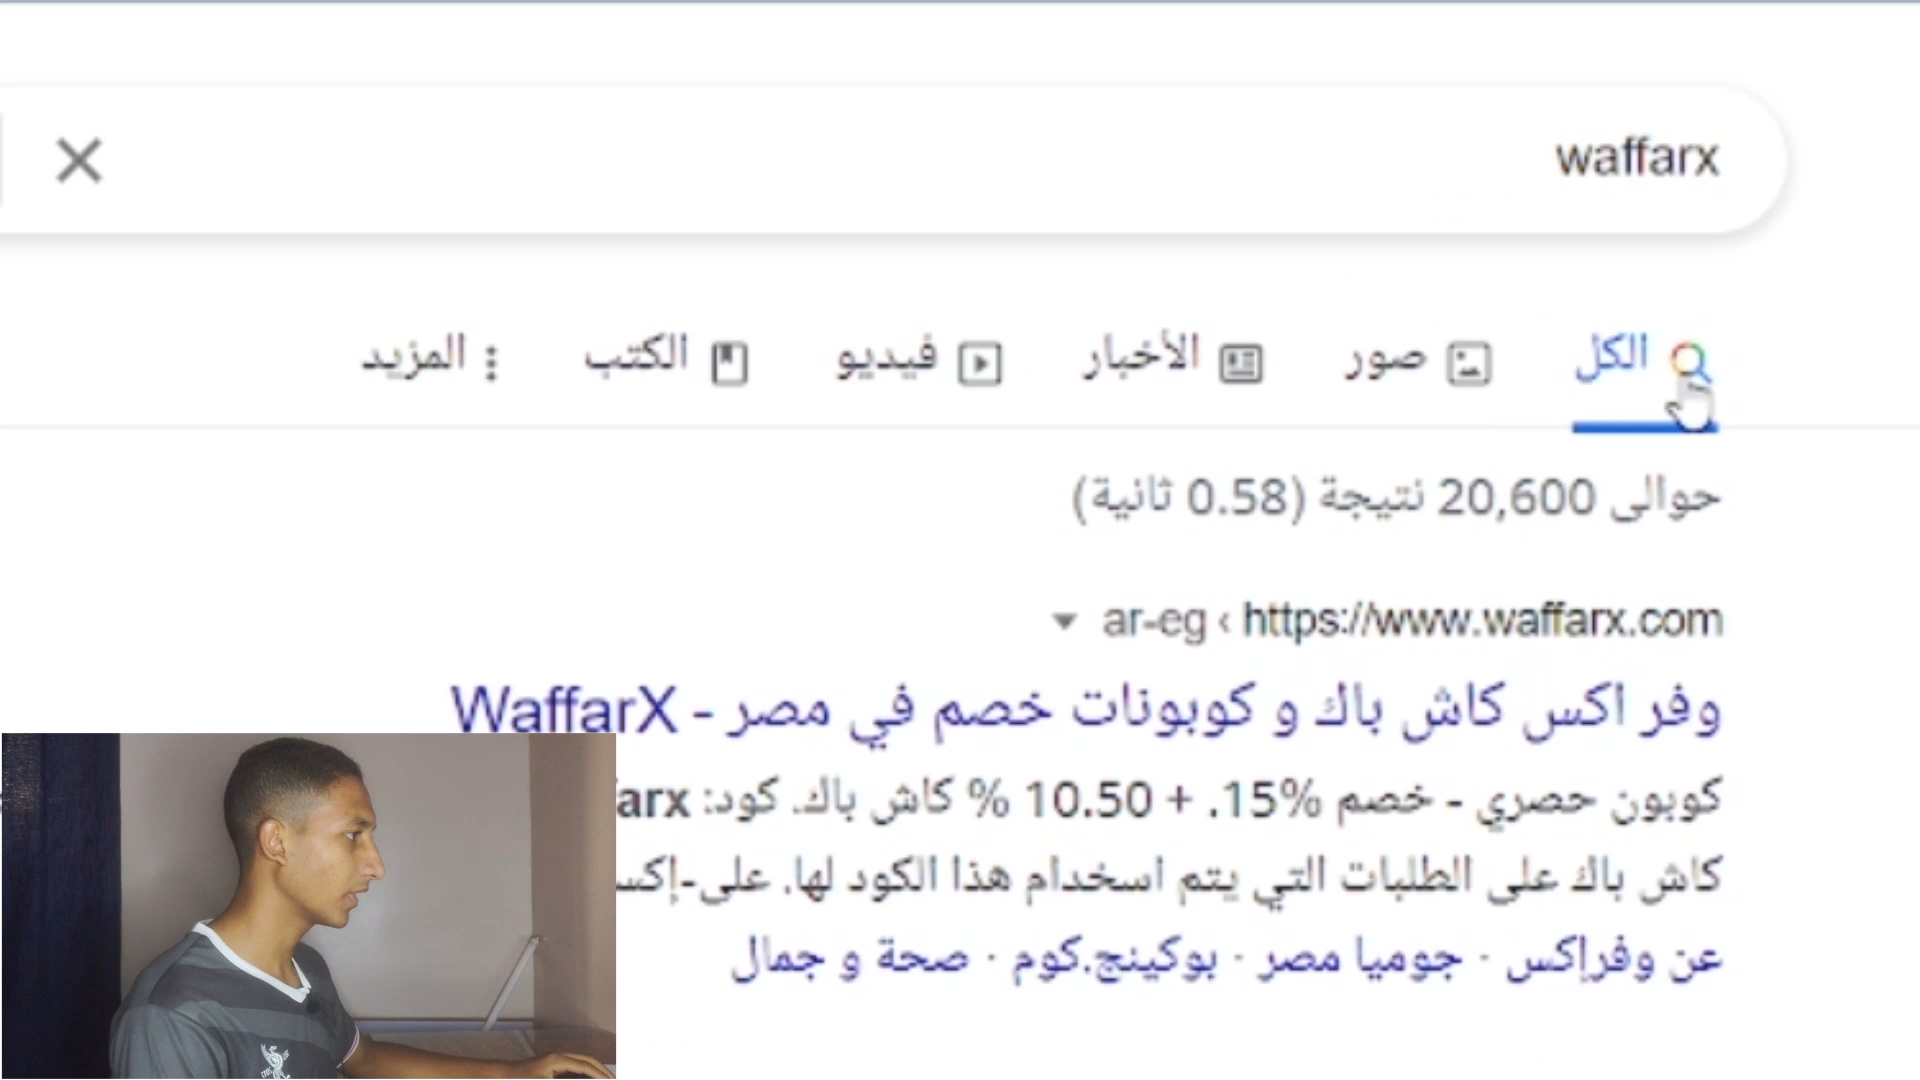 waffarx
الكل صور الأخبار فيديو الكتب المزيد
حوالى 20,600 نتيجة (0.58 ثانية)
https://www.waffarx.com › ar-eg
وفر اكس كاش باك و كوبونات خصم في مصر - WaffarX
كوبون حصري - خصم 15%. + 10.50 % كاش باك. كود: arx
كاش باك على الطلبات التي يتم اسخدام هذا الكود لها. على-إكس
عن وفرإكس · جوميا مصر · بوكينج.كوم · صحة و جمال